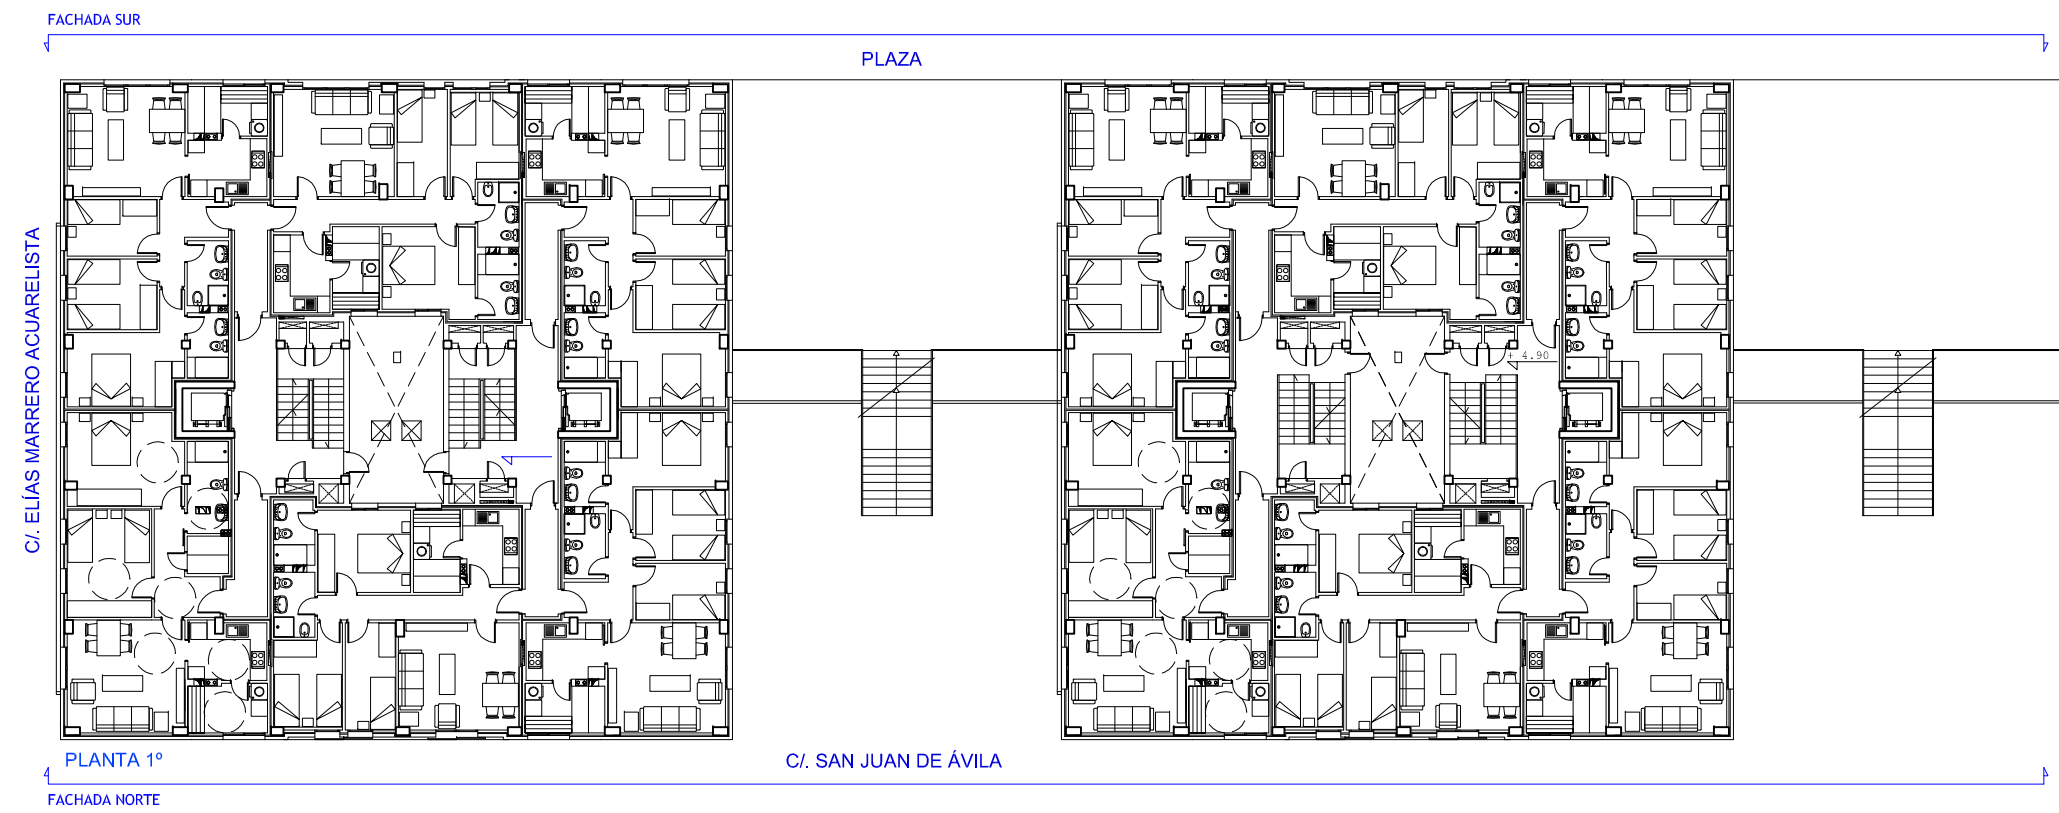 FACHADA SUR
PLAZA
C/. ELÍAS MARRERO ACUARELISTA
+ 4.90
PLANTA 1º
C/. SAN JUAN DE ÁVILA
FACHADA NORTE